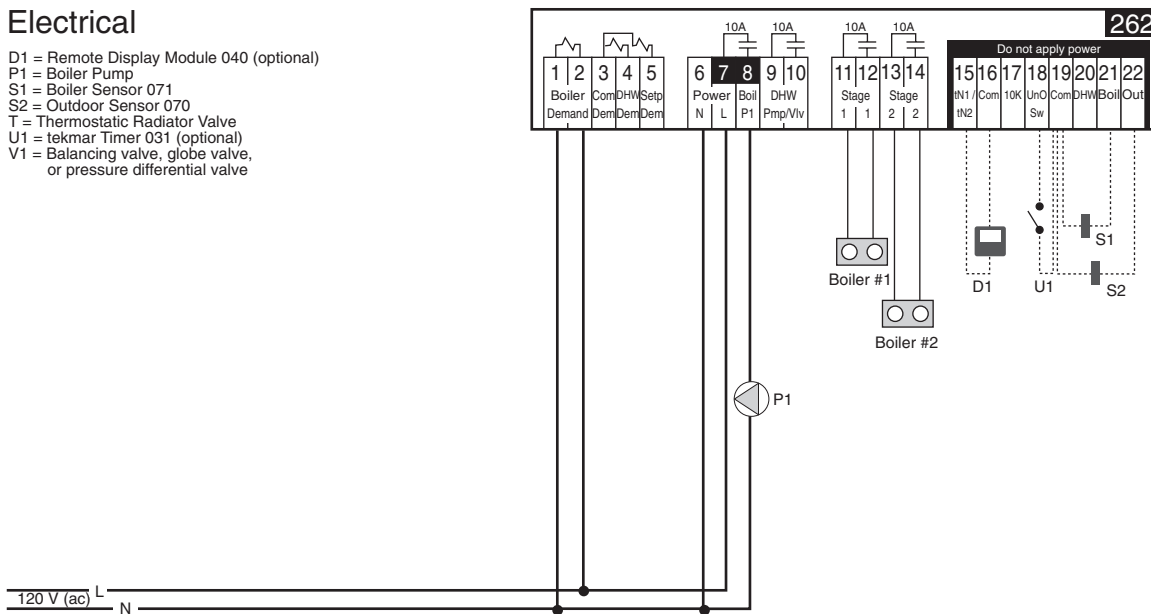 Electrical
D1 = Remote Display Module 040 (optional)
P1 = Boiler Pump
S1 = Boiler Sensor 071
S2 = Outdoor Sensor 070
T = Thermostatic Radiator Valve
U1 = tekmar Timer 031 (optional)
V1 = Balancing valve, globe valve,
or pressure differential valve
262
10A 10A 10A 10A
Do not apply power
1 2 3 4 5 6 7 8 9 10 11 12 13 14 15 16 17 18 19 20 21 22
Boiler Com DHW Setp Power Boil DHW Stage Stage tN1 / Com 10K UnO Com DHW Boil Out
Demand Dem Dem Dem N L P1 Pmp/Vlv 1 1 2 2 tN2 Sw
S1
Boiler #1 D1 U1 S2
Boiler #2
P1
120 V (ac) L
N